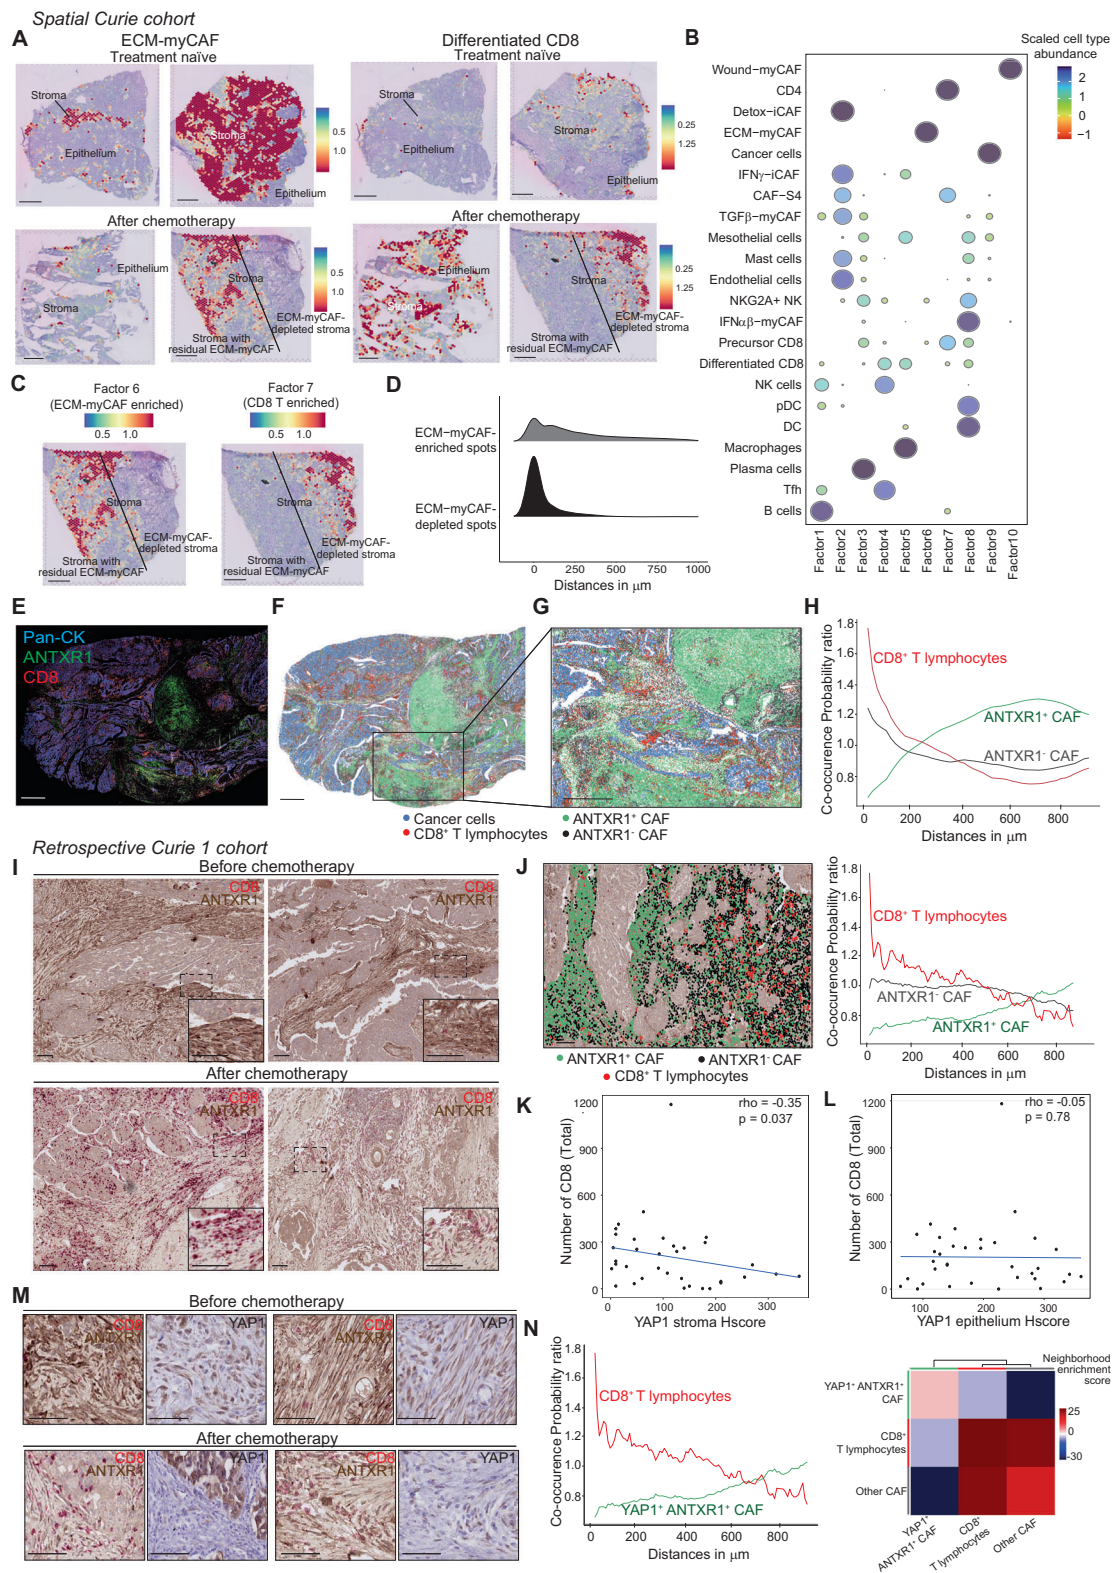 Spatial Curie cohort
A
ECM-myCAF
Treatment naïve
Differentiated CD8
Treatment naïve
Stroma
Epithelium
Stroma
Epithelium
0.5
1.0
Epithelium
Stroma
Epithelium
0.25
1.25
After chemotherapy
After chemotherapy
Epithelium
Stroma
Stroma
ECM-myCAF-
depleted stroma
Stroma with
residual ECM-myCAF
0.5
1.0
Epithelium
Stroma
Stroma
ECM-myCAF-
depleted stroma
Stroma with
residual ECM-myCAF
0.25
1.25
B
Scaled cell type
abundance
2
1
0
−1
Wound−myCAF
CD4
Detox−iCAF
ECM−myCAF
Cancer cells
IFNγ−iCAF
CAF−S4
TGFβ−myCAF
Mesothelial cells
Mast cells
Endothelial cells
NKG2A+ NK
IFNαβ−myCAF
Precursor CD8
Differentiated CD8
NK cells
pDC
DC
Macrophages
Plasma cells
Tfh
B cells
Factor1
Factor2
Factor3
Factor4
Factor5
Factor6
Factor7
Factor8
Factor9
Factor10
C
Factor 6
(ECM-myCAF enriched)
0.5 1.0
Factor 7
(CD8 T enriched)
0.5 1.0
Stroma
ECM-myCAF-
depleted stroma
Stroma with
residual ECM-myCAF
Stroma
ECM-myCAF-
depleted stroma
Stroma with
residual ECM-myCAF
D
ECM−myCAF-
enriched spots
ECM−myCAF-
depleted spots
0 250 500 750 1000
Distances in μm
E
Pan-CK
ANTXR1
CD8
F
G
Cancer cells
CD8⁺ T lymphocytes
ANTXR1⁺ CAF
ANTXR1⁻ CAF
H
Co-occurence Probability ratio
1.8
1.6
1.4
1.2
1.0
0.8
CD8⁺ T lymphocytes
ANTXR1⁺ CAF
ANTXR1⁻ CAF
0 200 400 600 800
Distances in μm
Retrospective Curie 1 cohort
I
Before chemotherapy
CD8
ANTXR1
CD8
ANTXR1
After chemotherapy
CD8
ANTXR1
CD8
ANTXR1
J
ANTXR1⁺ CAF
ANTXR1⁻ CAF
CD8⁺ T lymphocytes
Co-occurence Probability ratio
1.8
1.6
1.4
1.2
1.0
0.8
CD8⁺ T lymphocytes
ANTXR1⁻ CAF
ANTXR1⁺ CAF
0 200 400 600 800
Distances in μm
K
Number of CD8 (Total)
1200
900
600
300
0
rho = -0.35
p = 0.037
0 100 200 300
YAP1 stroma Hscore
L
Number of CD8 (Total)
1200
900
600
300
0
rho = -0.05
p = 0.78
100 200 300
YAP1 epithelium Hscore
M
Before chemotherapy
CD8
ANTXR1
YAP1
CD8
ANTXR1
YAP1
After chemotherapy
CD8
ANTXR1
YAP1
CD8
ANTXR1
YAP1
N
Co-occurence Probability ratio
1.8
1.6
1.4
1.2
1.0
0.8
CD8⁺ T lymphocytes
YAP1⁺ ANTXR1⁺ CAF
0 200 400 600 800
Distances in μm
Neighborhood
enrichment
score
25
0
-30
YAP1⁺ ANTXR1⁺
CAF
CD8⁺
T lymphocytes
Other CAF
YAP1⁺
ANTXR1⁺ CAF
CD8⁺
T lymphocytes
Other CAF